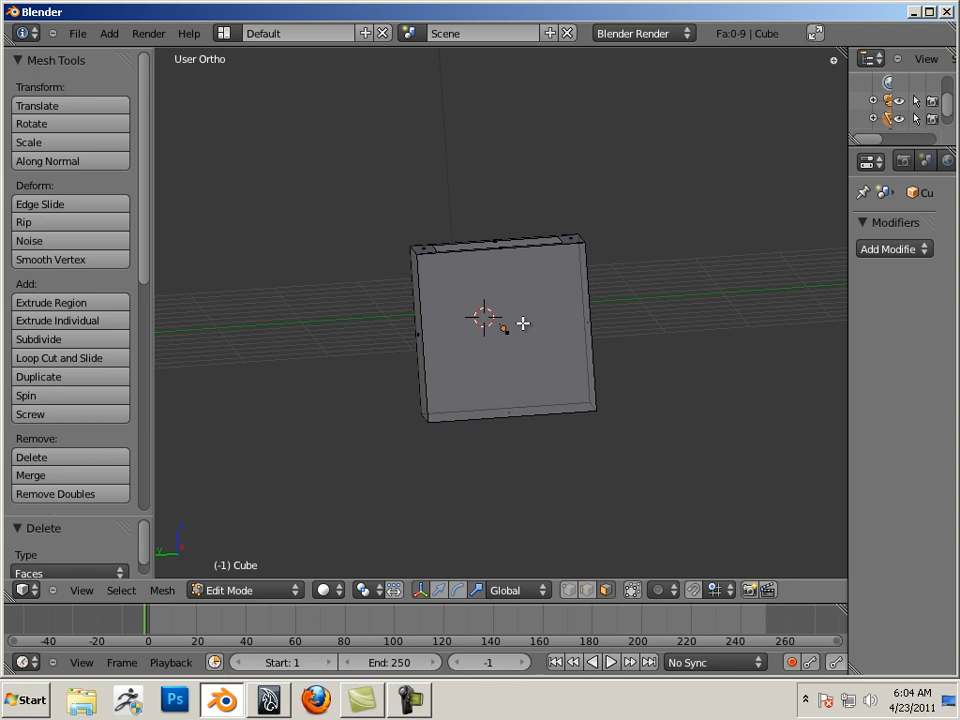 Blender
File Add Render Help Default Scene Blender Render Fa:0-9 | Cube
Mesh Tools
User Ortho
View
Transform:
Translate
Rotate
Scale
Along Normal
Deform:
Edge Slide
Rip
Noise
Smooth Vertex
Cu
Modifiers
Add Modifie
Add:
Extrude Region
Extrude Individual
Subdivide
Loop Cut and Slide
Duplicate
Spin
Screw
Remove:
Delete
Merge
Remove Doubles
Delete
Type
Faces
y
(-1) Cube
View Select Mesh Edit Mode Global
-40 -20 0 20 40 60 80 100 120 140 160 180 200 220 240 260
View Frame Playback Start: 1 End: 250 -1 No Sync
Start Ps 6:04 AM
4/23/2011